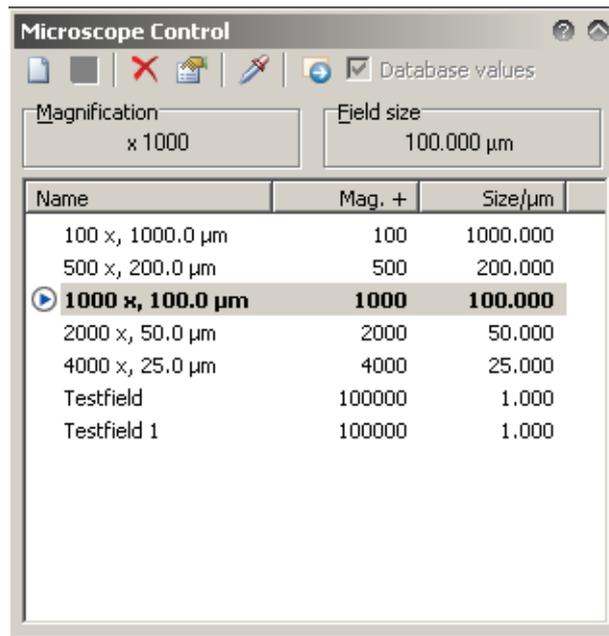 Microscope Control
Database values
Magnification
x 1000
Field size
100.000 µm
Name Mag. + Size/µm
100 x, 1000.0 µm 100 1000.000
500 x, 200.0 µm 500 200.000
1000 x, 100.0 µm 1000 100.000
2000 x, 50.0 µm 2000 50.000
4000 x, 25.0 µm 4000 25.000
Testfield 100000 1.000
Testfield 1 100000 1.000